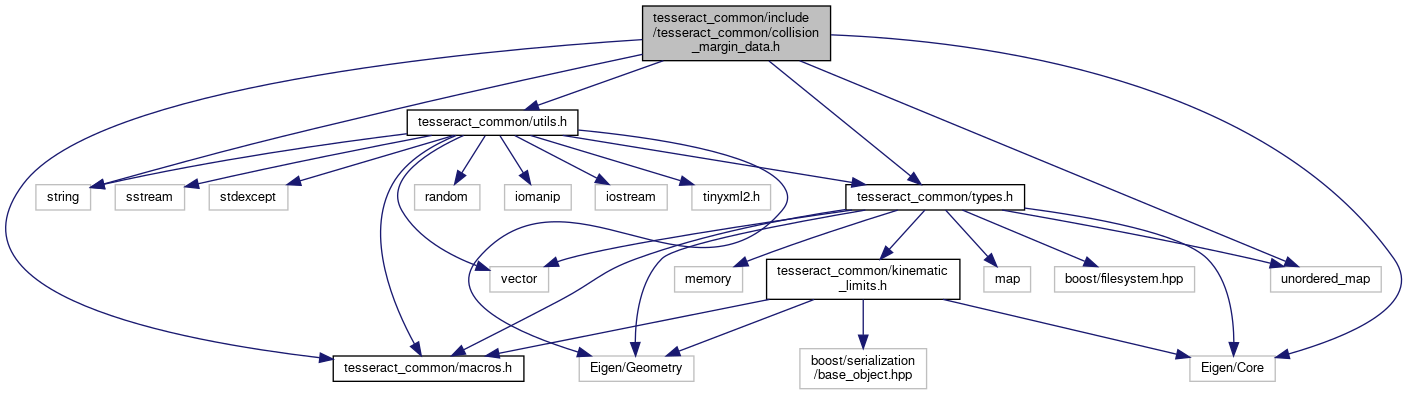 tesseract_common/include
/tesseract_common/collision
_margin_data.h
tesseract_common/utils.h
string
sstream
stdexcept
random
iomanip
iostream
tinyxml2.h
tesseract_common/types.h
vector
memory
tesseract_common/kinematic
_limits.h
map
boost/filesystem.hpp
unordered_map
tesseract_common/macros.h
Eigen/Geometry
boost/serialization
/base_object.hpp
Eigen/Core